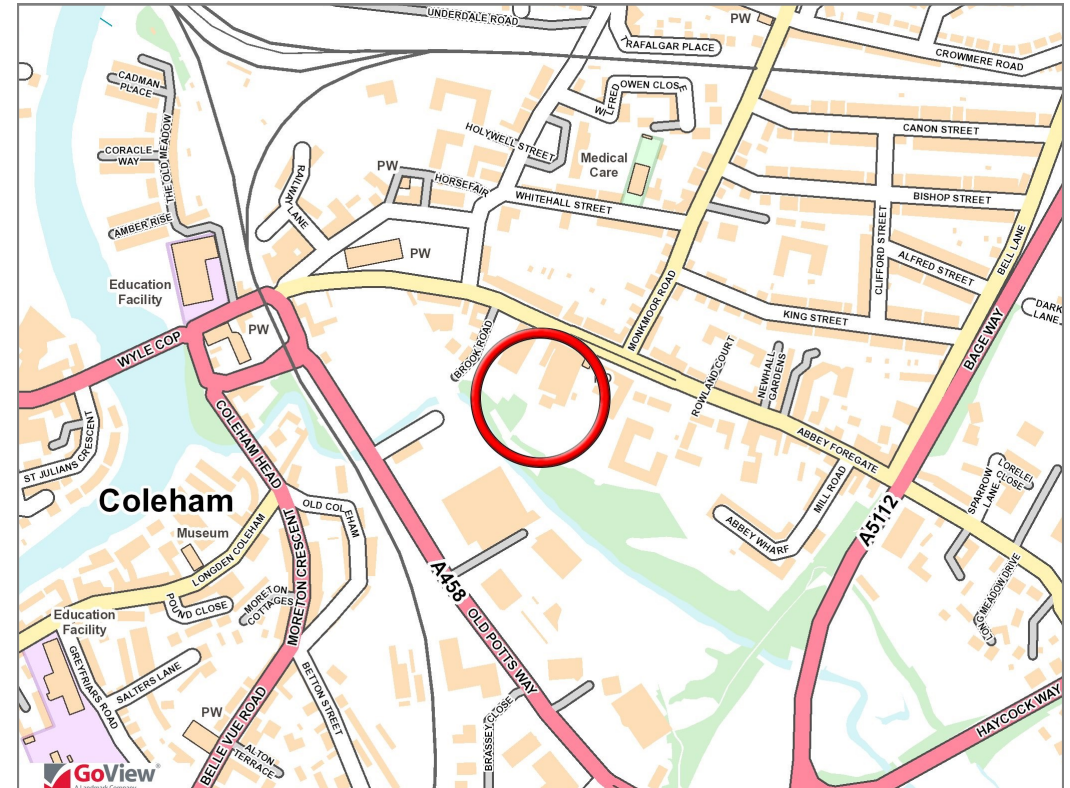 UNDERDALE ROAD
PW
TRAFALGAR PLACE
CROWMERE ROAD
CADMAN
PLACE
OWEN CLOSE
WILFRED
CANON STREET
HOLYWELL STREET
CORACLE
WAY
THE OLD MEADOW
Medical
Care
PW
HORSEFAIR
RAILWAY
LANE
WHITEHALL STREET
BISHOP STREET
AMBER RISE
CLIFFORD STREET
BELL LANE
PW
ALFRED STREET
Education
Facility
MONKMOOR ROAD
DARK
LANE
KING STREET
PW
WYLE COP
BROOK ROAD
BAGE WAY
ROWLAND COURT
NEWHALL
GARDENS
COLEHAM HEAD
ST JULIANS CRESCENT
ABBEY FOREGATE
LORELEI
CLOSE
SPARROW
LANE
MILL ROAD
Coleham
OLD COLEHAM
A5112
ABBEY WHARF
Museum
LONGDEN COLEHAM
MORETON CRESCENT
A458
MORETON
COTTAGES
POUND CLOSE
LONG MEADOW DRIVE
Education
Facility
OLD POTTS WAY
GREYFRIARS ROAD
SALTERS LANE
BETTON STREET
BRASSEY CLOSE
HAYCOCK WAY
PW
BELLE VUE ROAD
ALTON
TERRACE
GoView
A Landmark Company